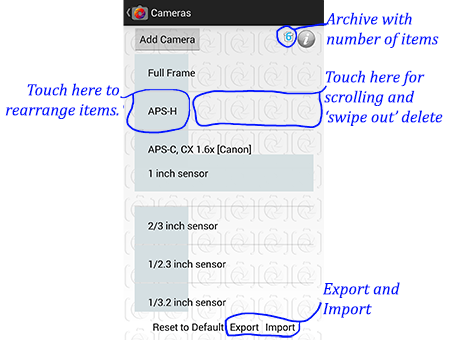 Cameras
Add Camera
Archive with
number of items
Full Frame
Touch here to
rearrange items.
APS-H
Touch here for
scrolling and
'swipe out' delete
APS-C, CX 1.6x [Canon]
1 inch sensor
2/3 inch sensor
1/2.3 inch sensor
1/3.2 inch sensor
Export and
Import
Reset to Default Export Import